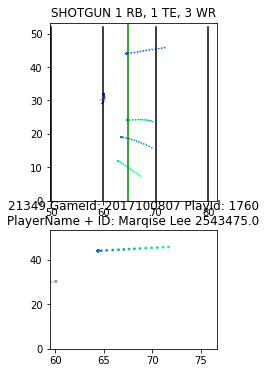 SHOTGUN 1 RB, 1 TE, 3 WR
50
40
30
20
10
0
50 60 70 80
21349 GameId: 2017100807 PlayId: 1760
PlayerName + ID: Marqise Lee 2543475.0
40
20
0
60 65 70 75